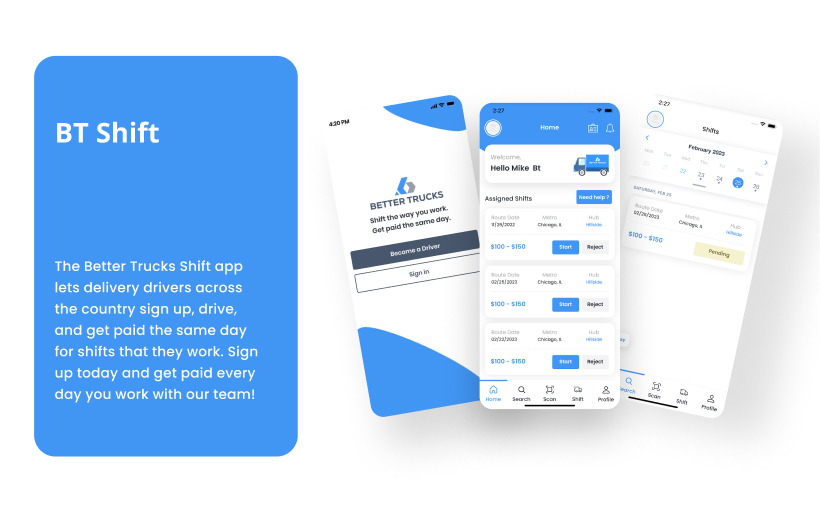 BT Shift
The Better Trucks Shift app
lets delivery drivers across
the country sign up, drive,
and get paid the same day
for shifts that they work. Sign
up today and get paid every
day you work with our team!
4:20 PM
BETTER TRUCKS
Shift the way you work.
Get paid the same day.
Become a Driver
Sign in
2:27
Home
Welcome,
Hello Mike Bt
Assigned Shifts
Need help ?
Route Date Metro Hub
11/29/2022 Chicago, IL Hillside
$100 - $150 Start Reject
Route Date Metro Hub
02/25/2023 Chicago, IL Hillside
$100 - $150 Start Reject
Route Date Metro Hub
02/22/2023 Chicago, IL Hillside
$100 - $150 Start Reject
Home Search Scan Shift Profile
2:27
Shifts
February 2023
Mon Tue Wed Thu Fri Sat Sun
22 23 24 25 26
SATURDAY, FEB 25
Route Date Metro Hub
02/25/2023 Chicago, IL Hillside
$100 - $150 Pending
Search Scan Shift Profile